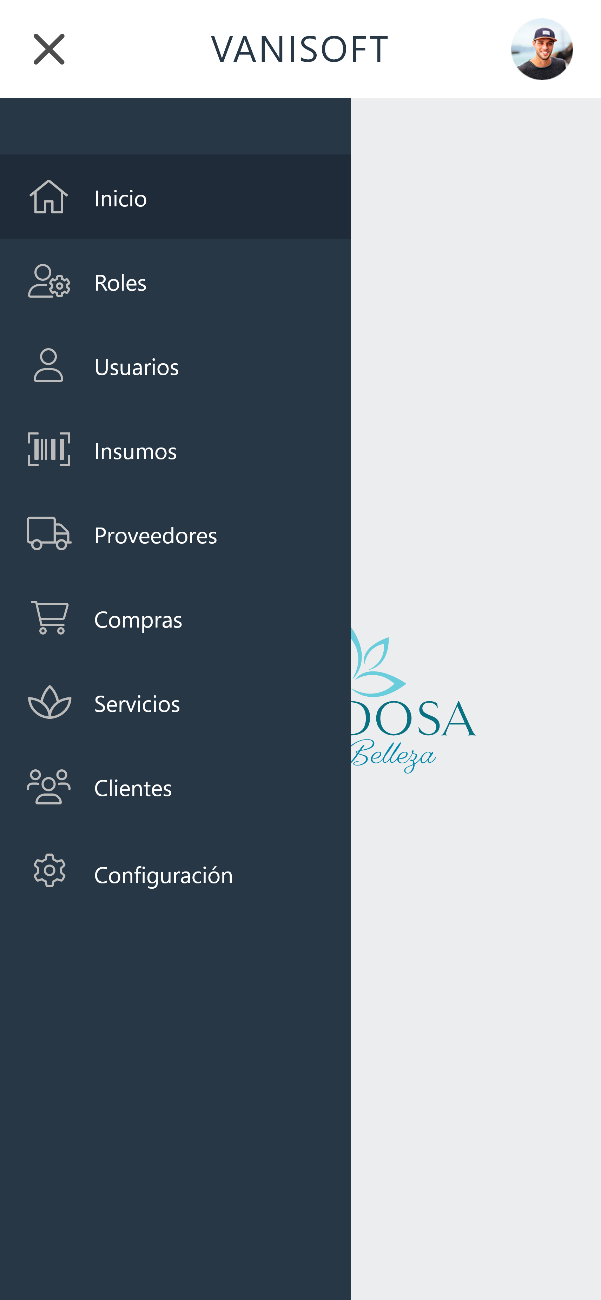 VANISOFT
Inicio
Roles
Usuarios
Insumos
Proveedores
Compras
Servicios
Clientes
Configuración
DOSA
Belleza